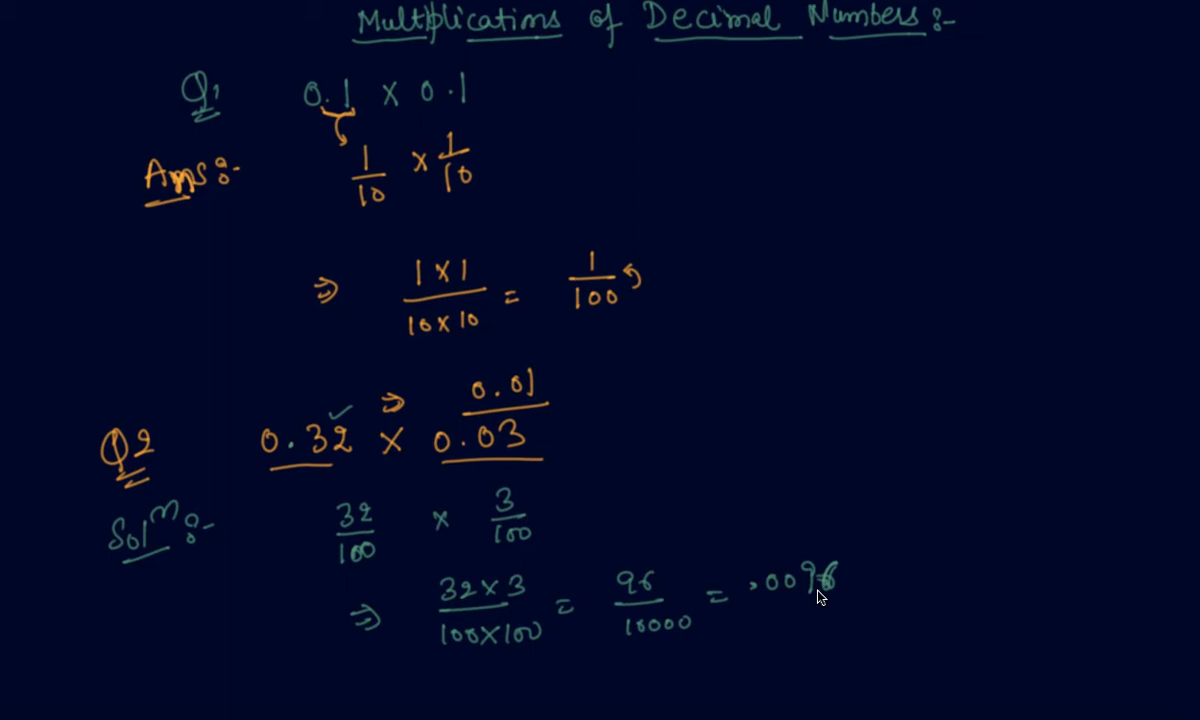 Multiplications of Decimal Numbers :-
Q1 0.1 x 0.1
Ans :- 1/10 x 1/10
⇒ 1 x 1 / 10 x 10 = 1/100
⇒ 0.01
Q2 0.32 x 0.03
Solⁿ :- 32/100 x 3/100
⇒ 32 x 3 / 100 x 100 = 96/10000 = .0096